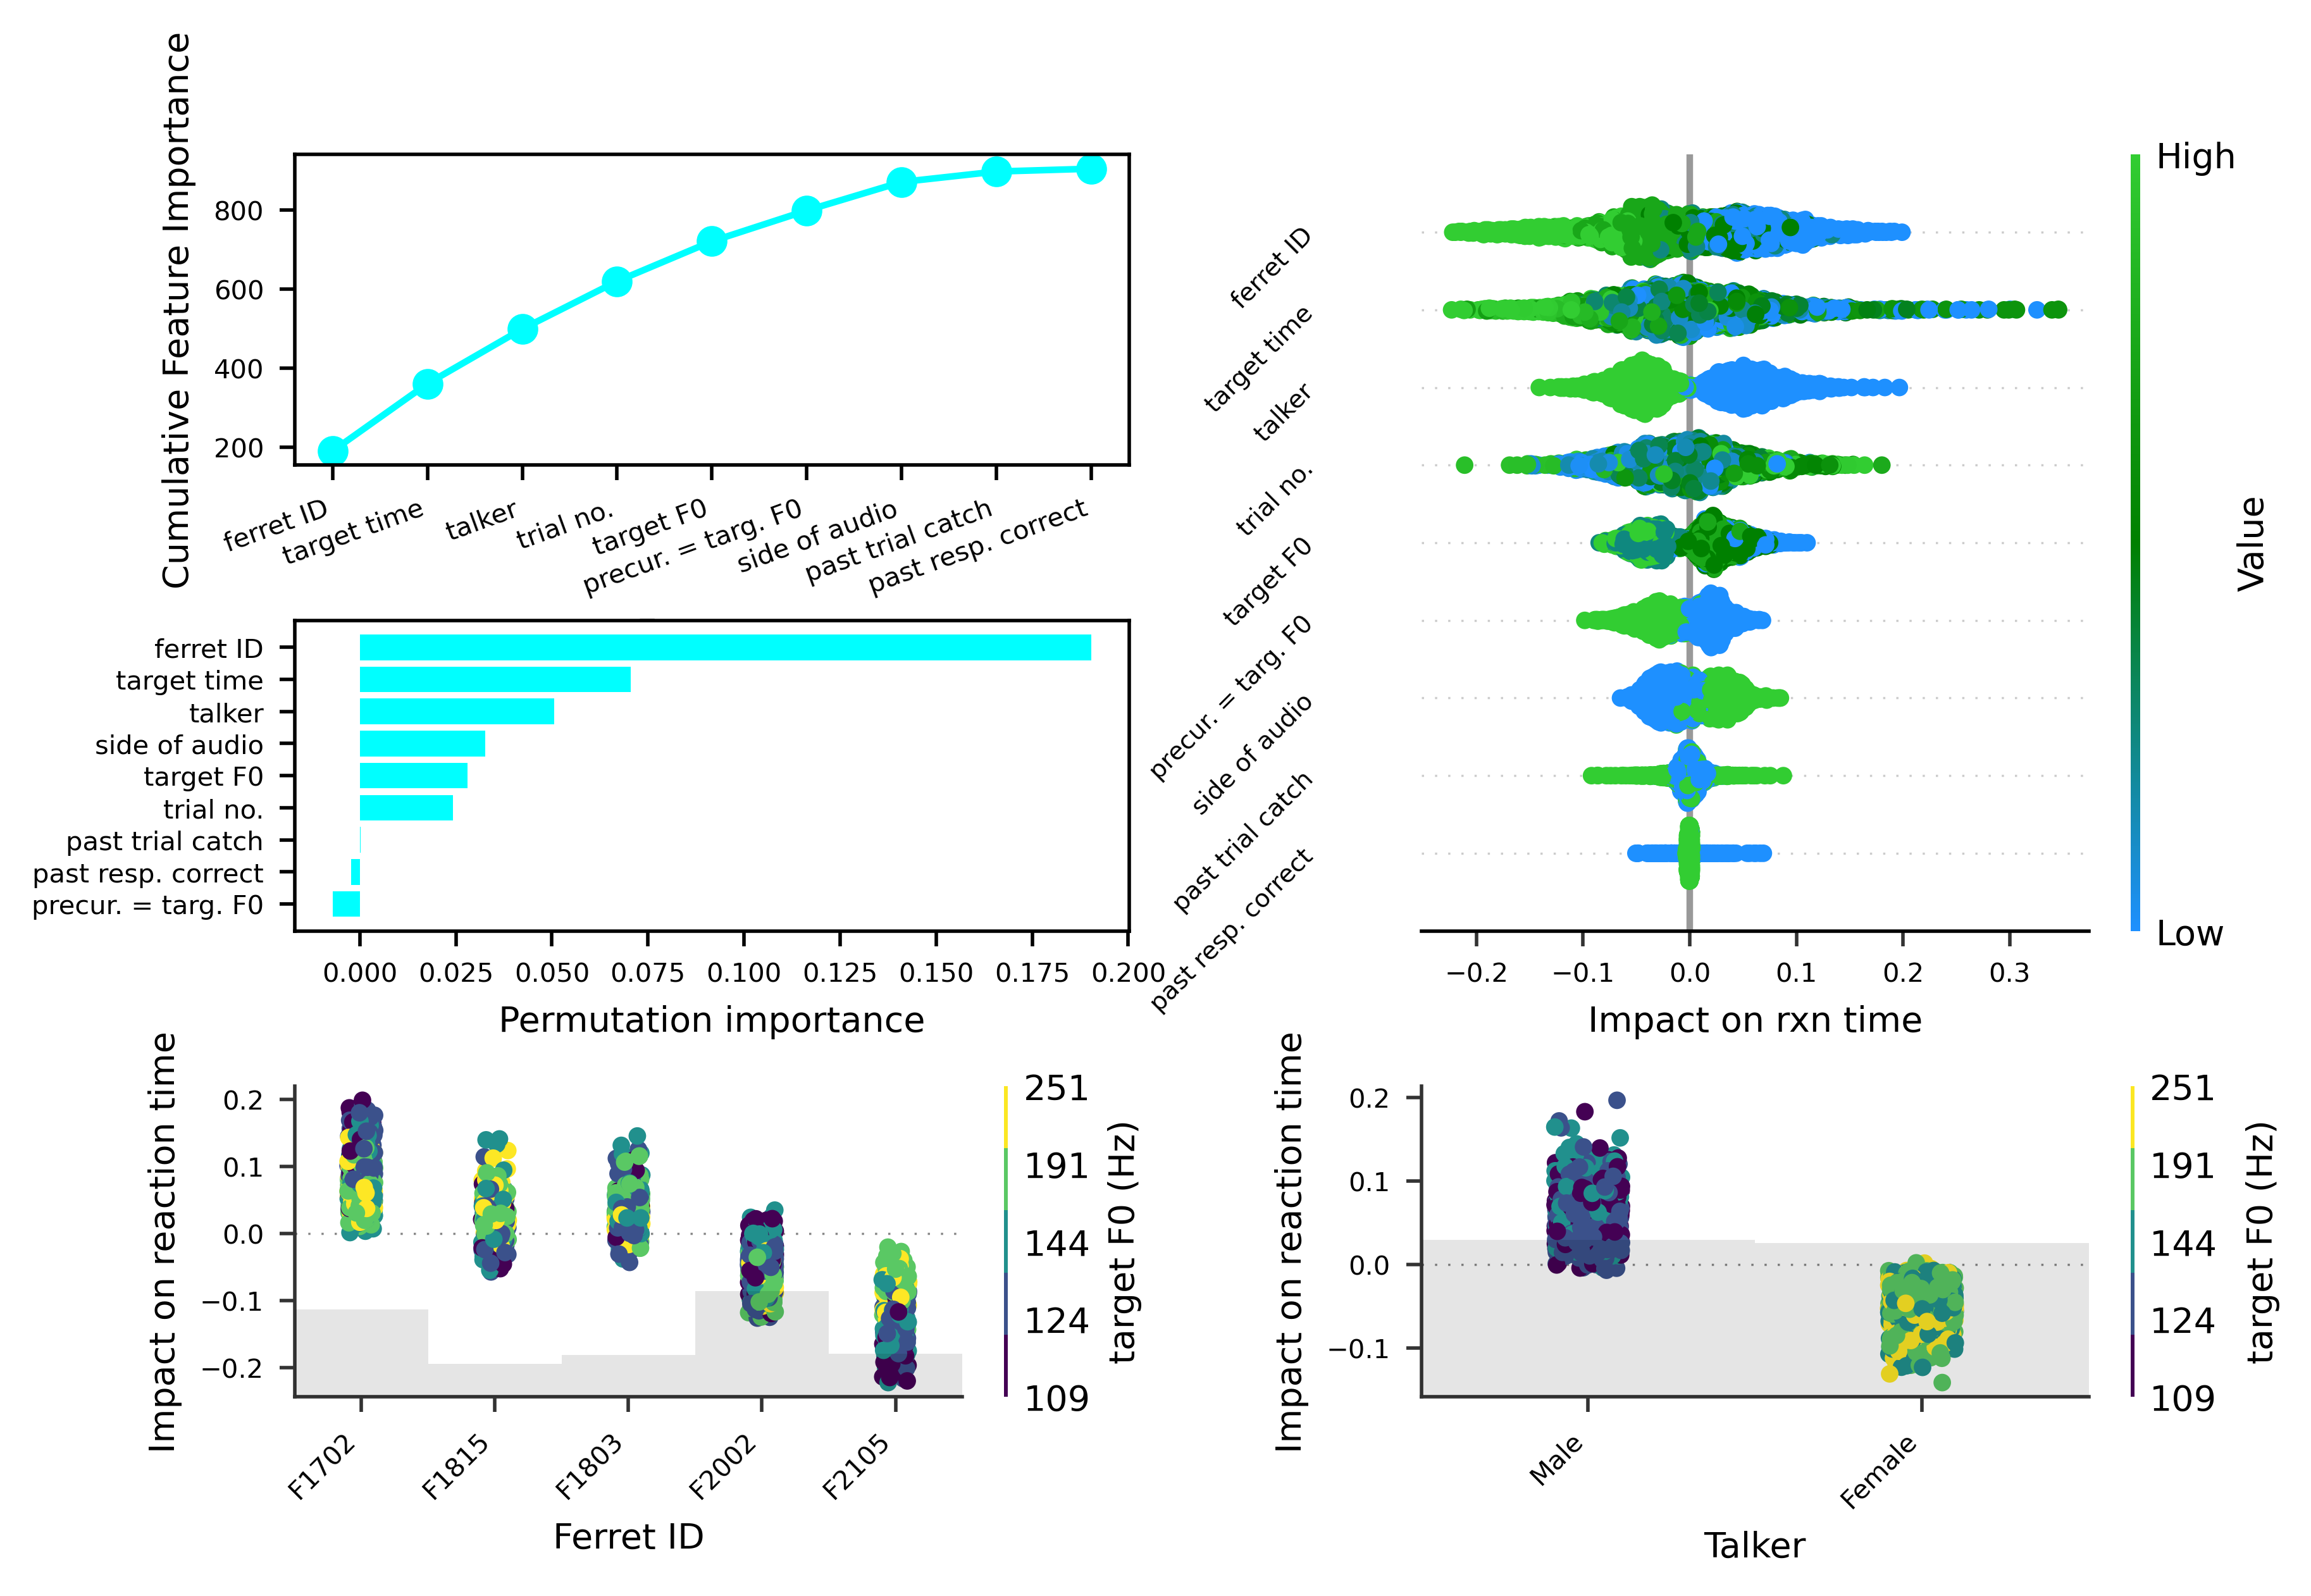 Cumulative Feature Importance
800
600
400
200
ferret ID
target time
talker
trial no.
target F0
precur. = targ. F0
side of audio
past trial catch
past resp. correct
ferret ID
target time
talker
side of audio
target F0
trial no.
past trial catch
past resp. correct
precur. = targ. F0
0.000 0.025 0.050 0.075 0.100 0.125 0.150 0.175 0.200
Permutation importance
ferret ID
target time
talker
trial no.
target F0
precur. = targ. F0
side of audio
past trial catch
past resp. correct
−0.2 −0.1 0.0 0.1 0.2 0.3
Impact on rxn time
High
Low
Value
Impact on reaction time
0.2
0.1
0.0
−0.1
−0.2
F1702 F1815 F1803 F2002 F2105
Ferret ID
251
191
144
124
109
target F0 (Hz)
Impact on reaction time
0.2
0.1
0.0
−0.1
Male Female
Talker
251
191
144
124
109
target F0 (Hz)